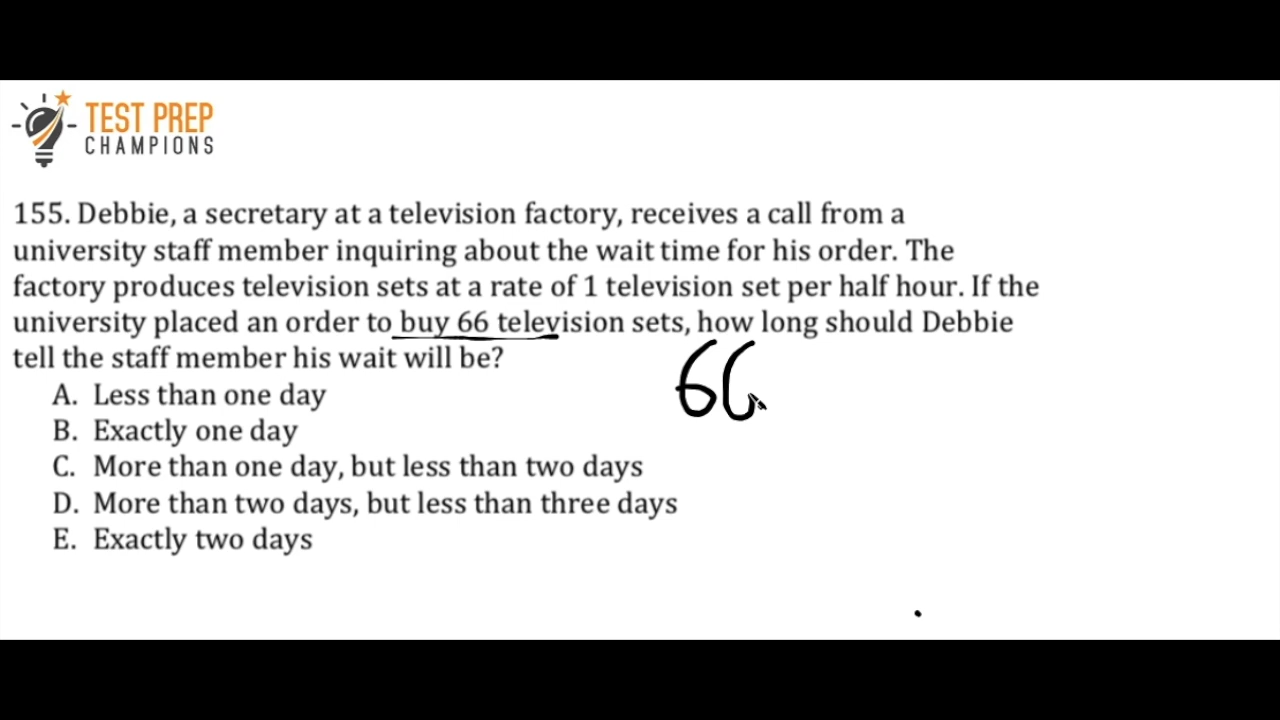 TEST PREP
CHAMPIONS
155. Debbie, a secretary at a television factory, receives a call from a
university staff member inquiring about the wait time for his order. The
factory produces television sets at a rate of 1 television set per half hour. If the
university placed an order to buy 66 television sets, how long should Debbie
tell the staff member his wait will be?
66
A. Less than one day
B. Exactly one day
C. More than one day, but less than two days
D. More than two days, but less than three days
E. Exactly two days